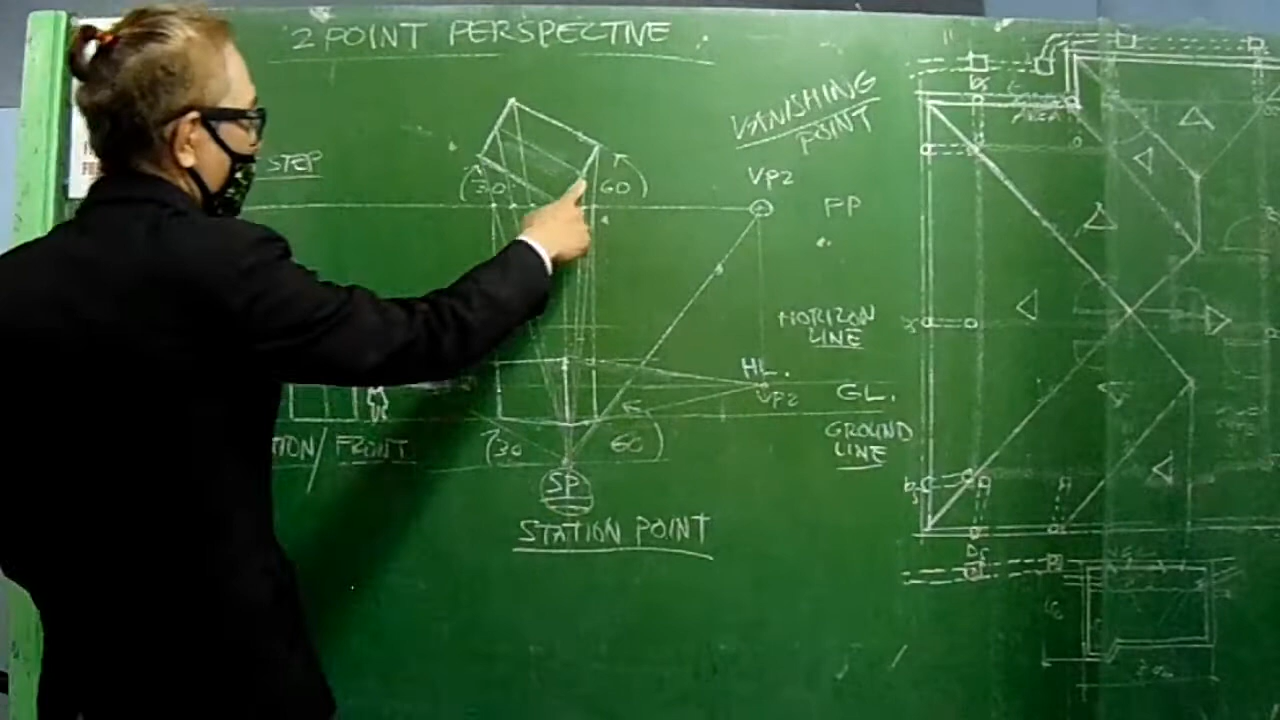 2 POINT PERSPECTIVE.
VANISHING
POINT
STEP
30
60
VP2
PP
HORIZON
LINE
HL.
VP2
GL.
GROUND
LINE
TION/FRONT
30
60
SP
STATION POINT